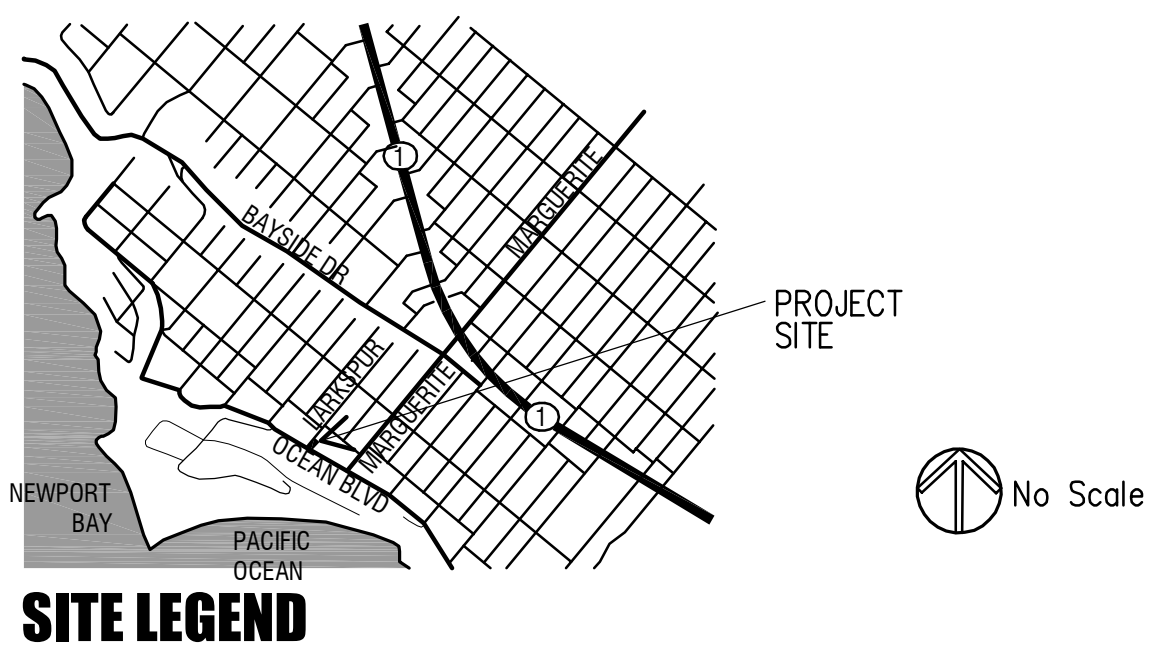 1
MARGUERITE
BAYSIDE DR
PROJECT
SITE
LARKSPUR
MARGUERITE
1
OCEAN BLVD
NEWPORT
BAY
No Scale
PACIFIC
OCEAN
SITE LEGEND